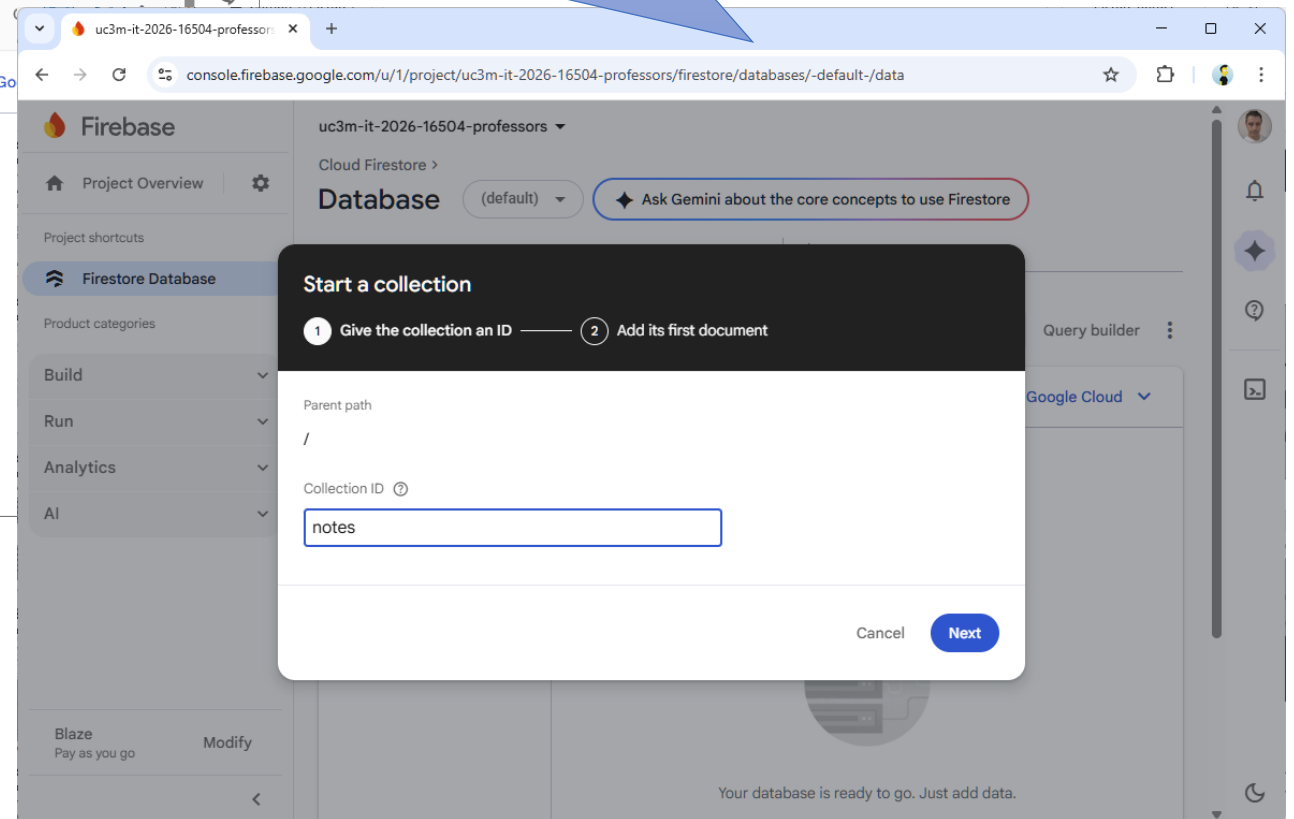 uc3m-it-2026-16504-professors
console.firebase.google.com/u/1/project/uc3m-it-2026-16504-professors/firestore/databases/-default-/data
Go
Firebase
uc3m-it-2026-16504-professors
Project Overview
Cloud Firestore >
Database
(default)
Ask Gemini about the core concepts to use Firestore
Project shortcuts
Firestore Database
Product categories
Build
Run
Analytics
AI
Start a collection
1 Give the collection an ID
2 Add its first document
Query builder
Parent path
/
Google Cloud
Collection ID
notes
Cancel
Next
Blaze
Pay as you go
Modify
Your database is ready to go. Just add data.